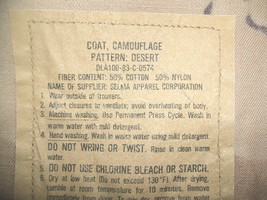 COAT, CAMOUFLAGE
PATTERN: DESERT
DLA100-83-C-0574
FIBER CONTENT: 50% COTTON 50% NYLON
NAME OF SUPPLIER: SELMA APPAREL CORPORATION
1. Wear outside of trousers.
2. Adjust closures to ventilate; avoid overheating of body.
3. Machine washing. Use Permanent Press Cycle. Wash in
warm water with mild detergent.
4. Hand washing. Wash in warm water using mild detergent.
DO NOT WRING OR TWIST. Rinse in clean warm
water.
5. DO NOT USE CHLORINE BLEACH OR STARCH.
6. Dry at low heat (Do not exceed 130°F). After drying,
tumble at room temperature for 10 minutes. Remove